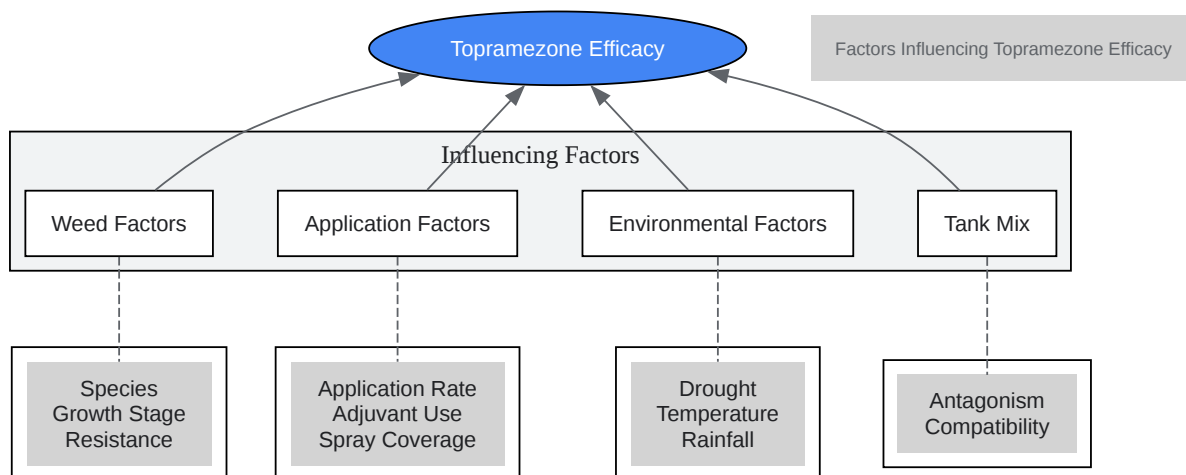 Topramezone Efficacy
Factors Influencing Topramezone Efficacy
Influencing Factors
Weed Factors
Application Factors
Environmental Factors
Tank Mix
Species
Growth Stage
Resistance
Application Rate
Adjuvant Use
Spray Coverage
Drought
Temperature
Rainfall
Antagonism
Compatibility